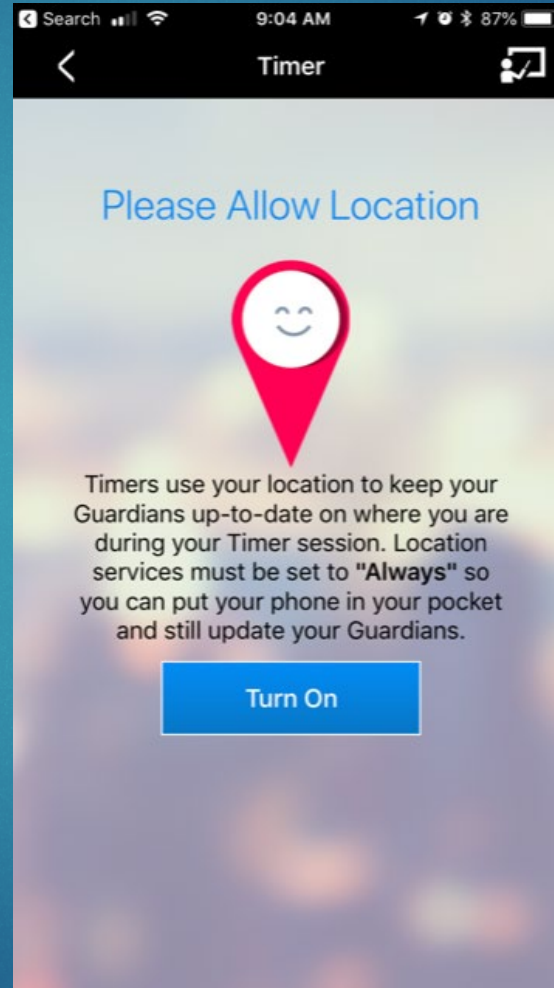 Search 9:04 AM 87%
Timer
Please Allow Location
Timers use your location to keep your
Guardians up-to-date on where you are
during your Timer session. Location
services must be set to "Always" so
you can put your phone in your pocket
and still update your Guardians.
Turn On